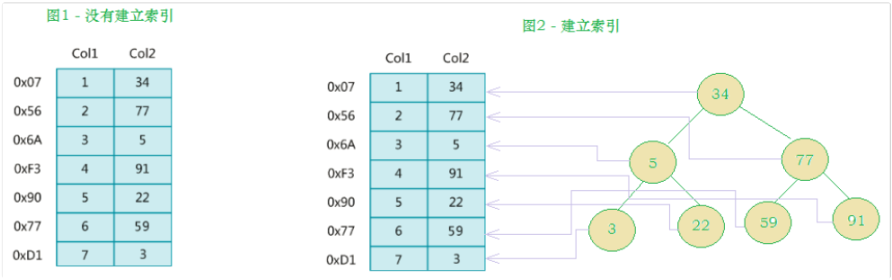 图1 - 没有建立索引
Col1 Col2
0x07 1 34
0x56 2 77
0x6A 3 5
0xF3 4 91
0x90 5 22
0x77 6 59
0xD1 7 3
图2 - 建立索引
Col1 Col2
0x07 1 34
0x56 2 77
0x6A 3 5
0xF3 4 91
0x90 5 22
0x77 6 59
0xD1 7 3
34
5 77
3 22 59 91